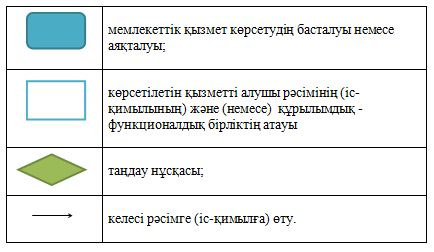 мемлекеттік қызмет көрсетудің басталуы немесе
аяқталуы;
көрсетілетін қызметті алушы рәсімінің (іс-
қимылының) және (немесе) құрылымдық -
функционалдық бірліктің атауы
таңдау нұсқасы;
келесі рәсімге (іс-қимылға) өту.